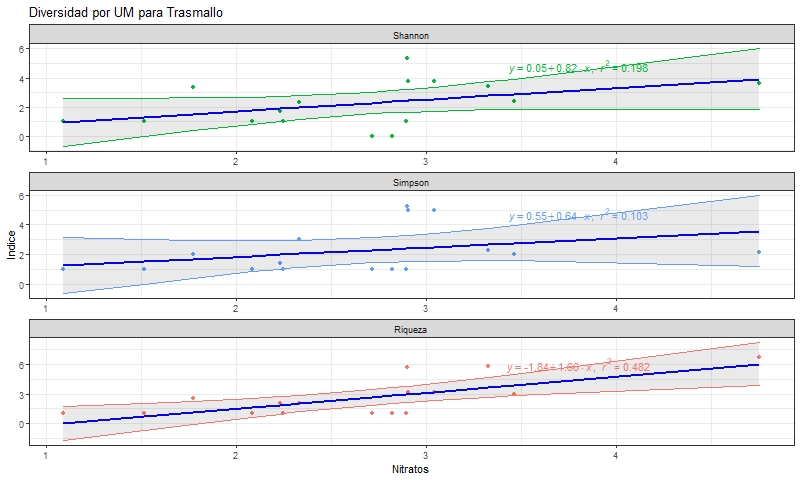 Diversidad por UM para Trasmallo
Shannon
y = 0.05+0.82 · x, r² = 0.198
6
4
2
0
1 2 3 4
Simpson
y = 0.55+0.64 · x, r² = 0.103
6
4
2
0
1 2 3 4
Indice
Riqueza
y = -1.84+1.66 · x, r² = 0.482
6
3
0
1 2 3 4
Nitratos